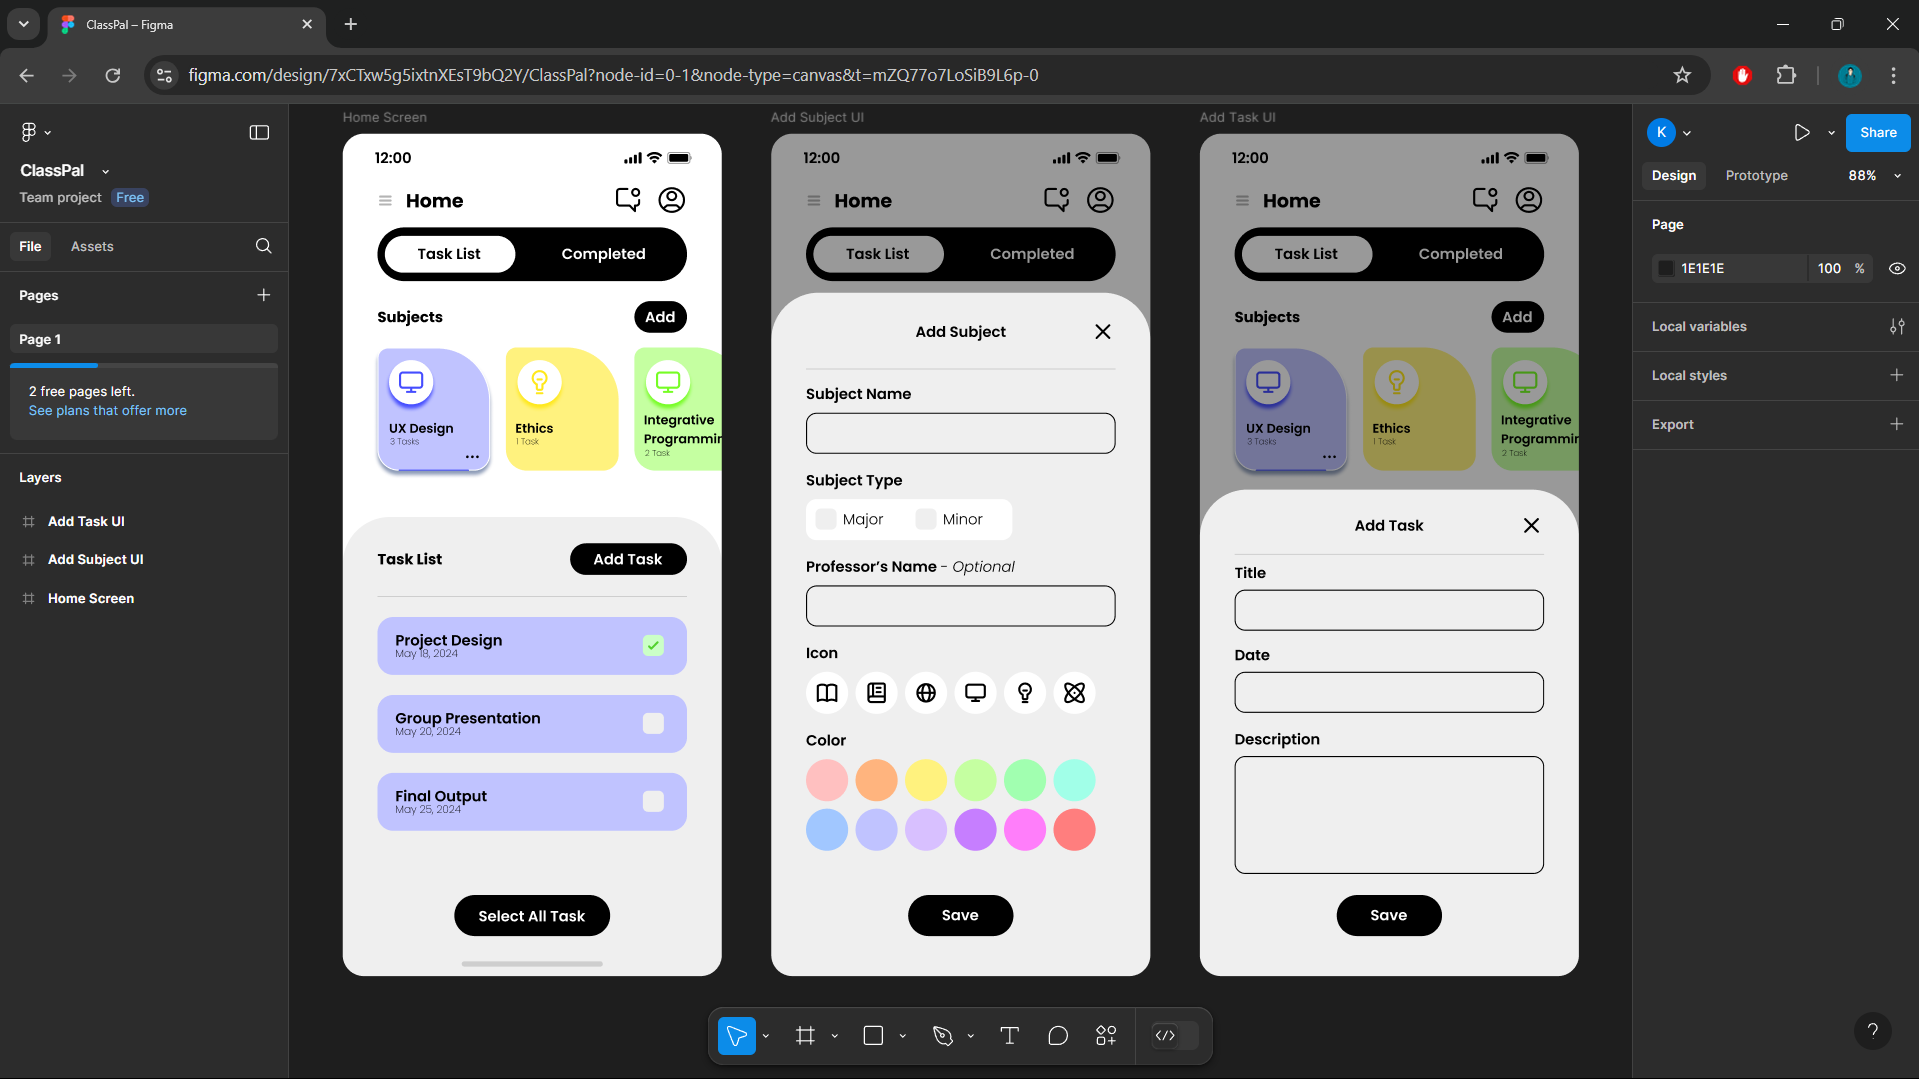 ClassPal – Figma
figma.com/design/7xCTxw5g5ixtnXEsT9bQ2Y/ClassPal?node-id=0-1&node-type=canvas&t=mZQ77o7LoSiB9L6p-0
ClassPal
Team project Free
File Assets
Pages
Page 1
2 free pages left.
See plans that offer more
Layers
Add Task UI
Add Subject UI
Home Screen
Home Screen
12:00
Home
Task List Completed
Subjects Add
UX Design
3 Tasks
Ethics
1 Task
Integrative
Programmin
2 Task
Task List Add Task
Project Design
May 18, 2024
Group Presentation
May 20, 2024
Final Output
May 25, 2024
Select All Task
Add Subject UI
12:00
Home
Task List Completed
Add Subject
Subject Name
Subject Type
Major Minor
Professor's Name - Optional
Icon
Color
Save
Add Task UI
12:00
Home
Task List Completed
Subjects Add
UX Design
3 Tasks
Ethics
1 Task
Integrative
Programmin
2 Task
Add Task
Title
Date
Description
Save
K Share
Design Prototype 88%
Page
1E1E1E 100 %
Local variables
Local styles
Export
?